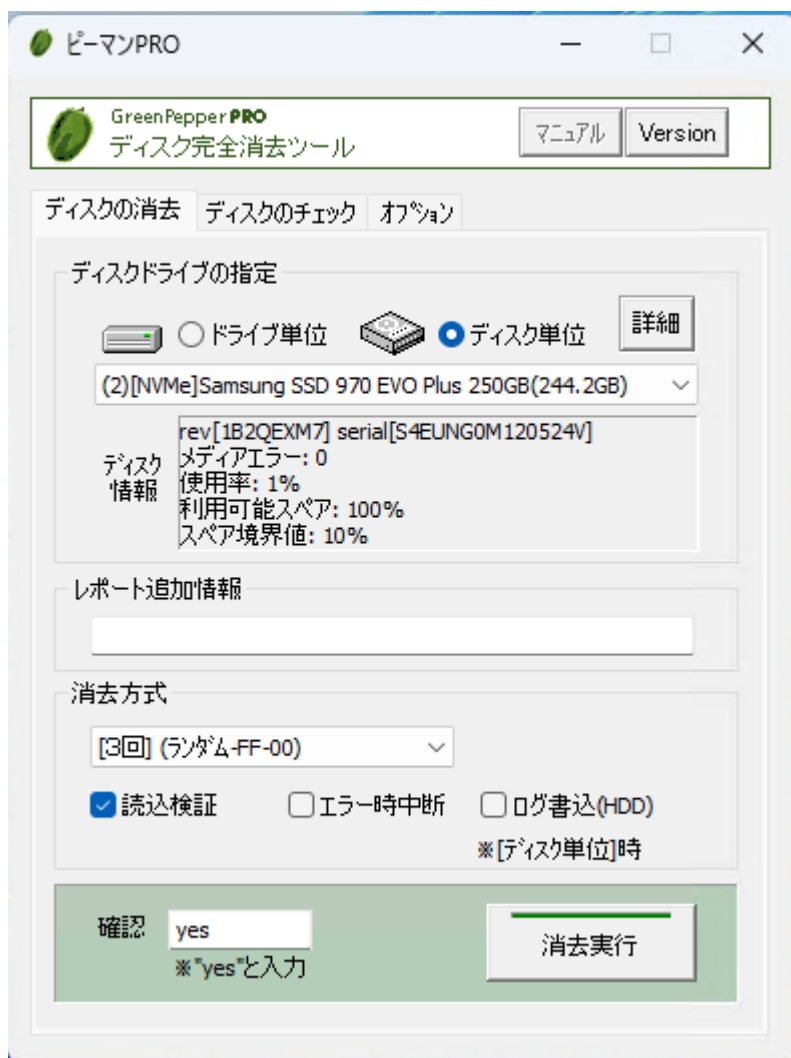 ピーマンPRO
GreenPepper PRO
ディスク完全消去ツール
マニュアル
Version
ディスクの消去
ディスクのチェック
オプション
ディスクドライブの指定
ドライブ単位
ディスク単位
詳細
(2)[NVMe]Samsung SSD 970 EVO Plus 250GB(244.2GB)
ディスク
情報
rev[1B2QEXM7] serial[S4EUNG0M120524V]
メディアエラー: 0
使用率: 1%
利用可能スペア: 100%
スペア境界値: 10%
レポート追加情報
消去方式
[3回] (ランダム-FF-00)
読込検証
エラー時中断
ログ書込(HDD)
※[ディスク単位]時
確認
yes
※"yes"と入力
消去実行